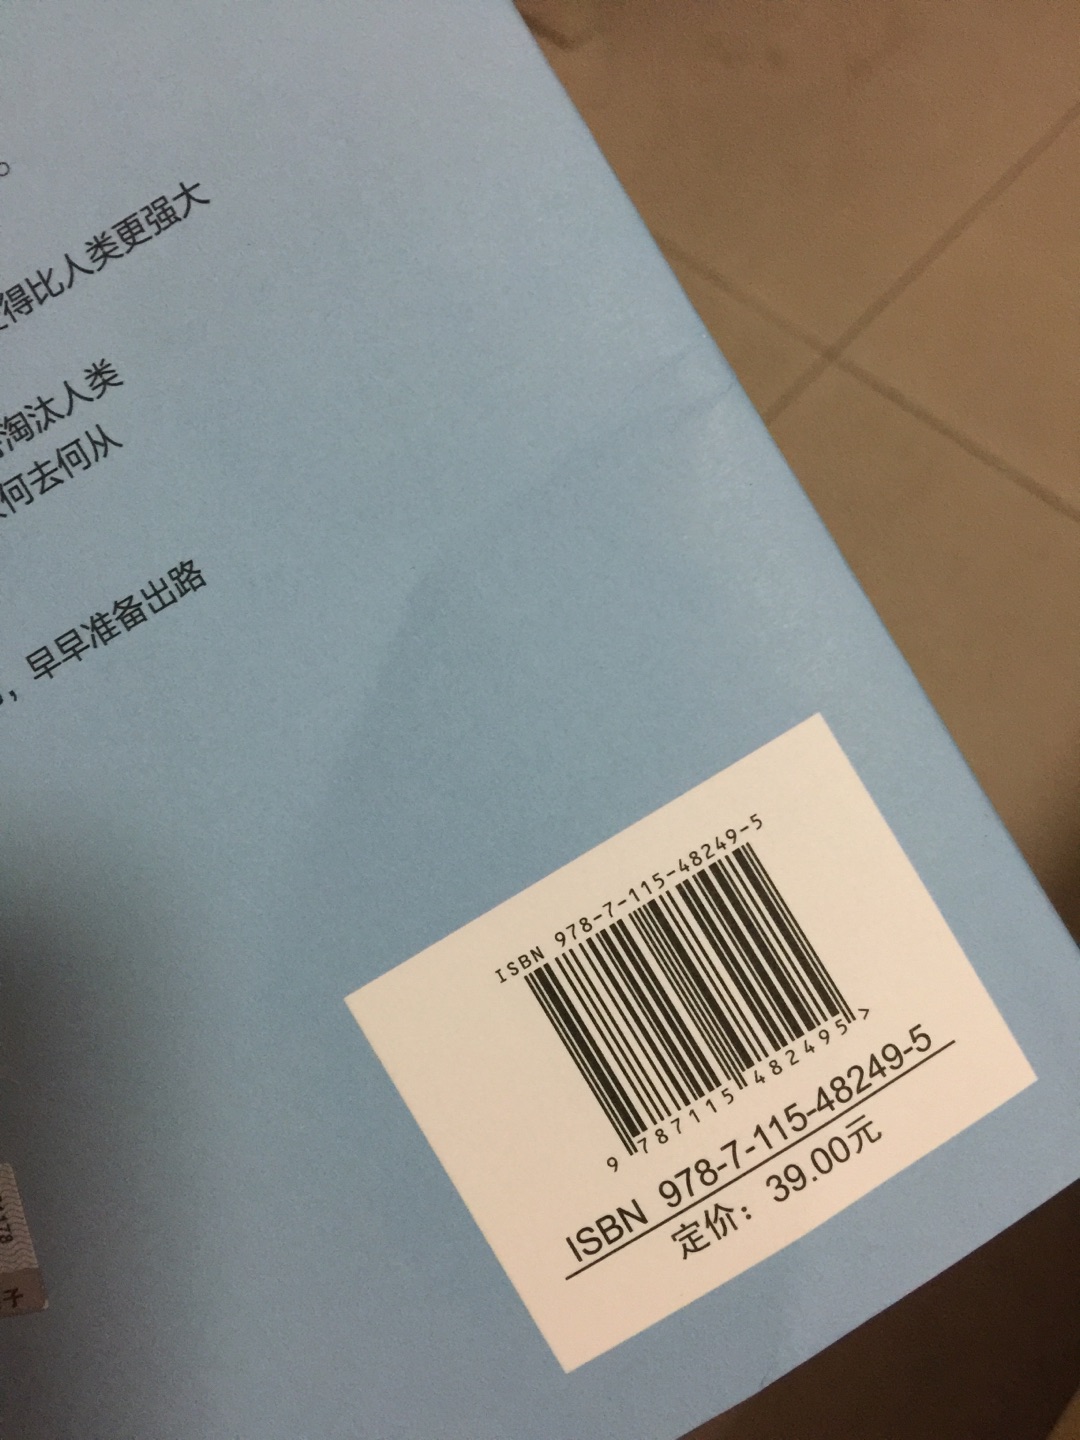 。
得比人类更强大
淘汰人类
何去何从
，早早准备出路
ISBN 978-7-115-48249-5
9 787115 482495 >
ISBN 978-7-115-48249-5
定价：39.00元